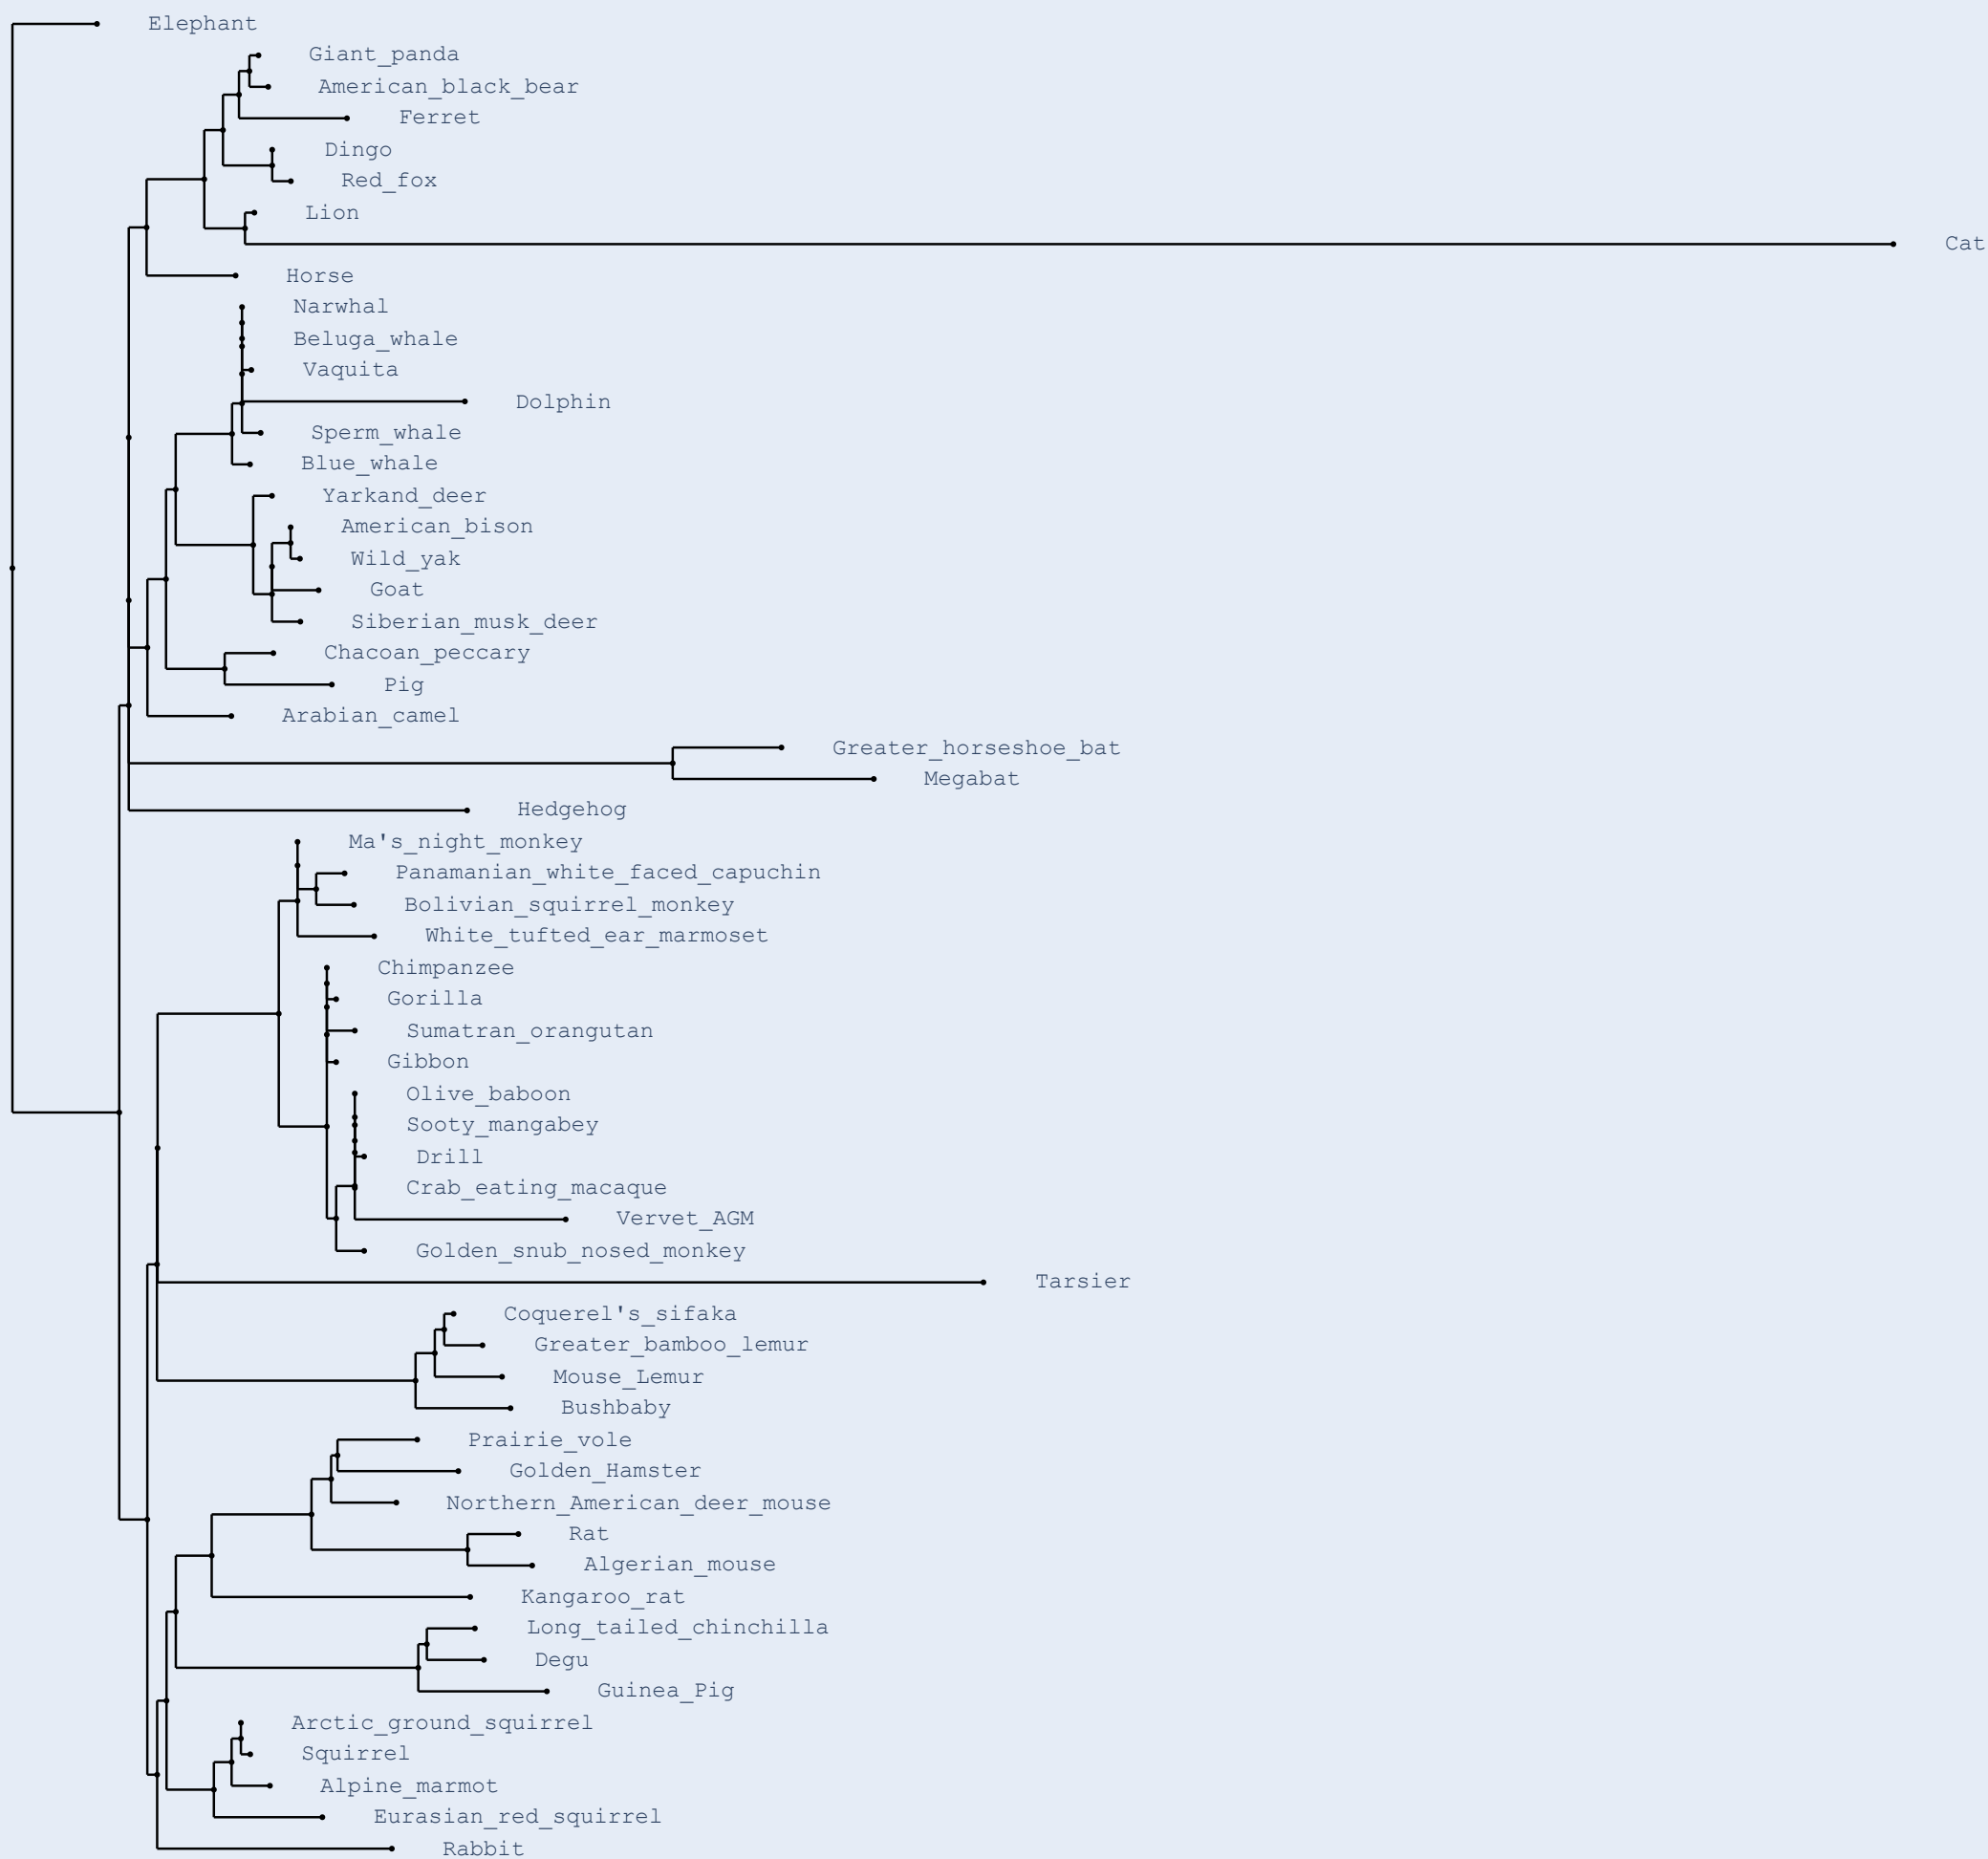 Elephant
Giant_panda
American_black_bear
Ferret
Dingo
Red_fox
Lion
Cat
Horse
Narwhal
Beluga_whale
Vaquita
Dolphin
Sperm_whale
Blue_whale
Yarkand_deer
American_bison
Wild_yak
Goat
Siberian_musk_deer
Chacoan_peccary
Pig
Arabian_camel
Greater_horseshoe_bat
Megabat
Hedgehog
Ma's_night_monkey
Panamanian_white_faced_capuchin
Bolivian_squirrel_monkey
White_tufted_ear_marmoset
Chimpanzee
Gorilla
Sumatran_orangutan
Gibbon
Olive_baboon
Sooty_mangabey
Drill
Crab_eating_macaque
Vervet_AGM
Golden_snub_nosed_monkey
Tarsier
Coquerel's_sifaka
Greater_bamboo_lemur
Mouse_Lemur
Bushbaby
Prairie_vole
Golden_Hamster
Northern_American_deer_mouse
Rat
Algerian_mouse
Kangaroo_rat
Long_tailed_chinchilla
Degu
Guinea_Pig
Arctic_ground_squirrel
Squirrel
Alpine_marmot
Eurasian_red_squirrel
Rabbit